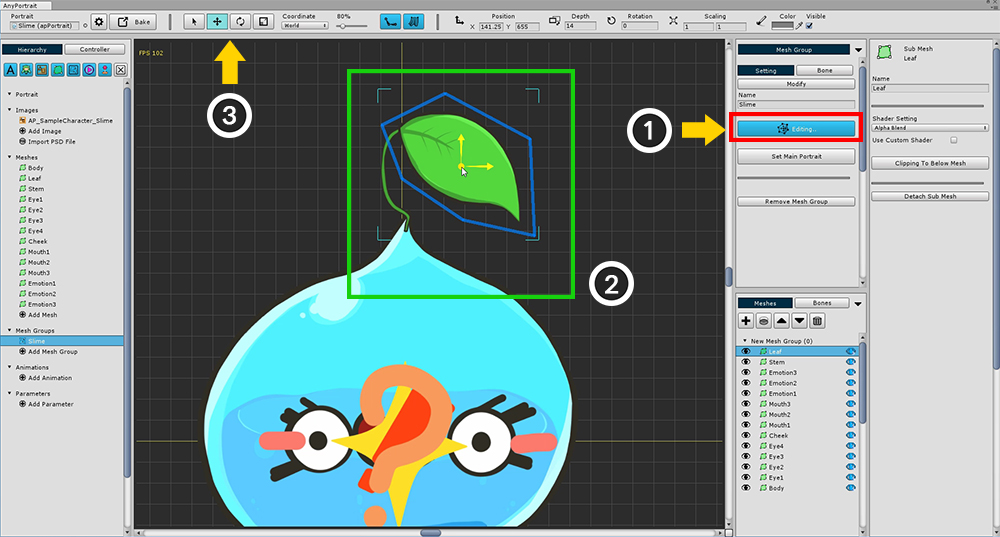 AnyPortrait
Portrait
Slime (apPortrait)
Bake
Coordinate
World
80%
Position
X 141.25 Y 655
Depth
14
Rotation
0
Scaling
1 1
Color
Visible
Hierarchy
Controller
Portrait
Images
AP_SampleCharacter_Slime
Add Image
Import PSD File
Meshes
Body
Leaf
Stem
Eye1
Eye2
Eye3
Eye4
Cheek
Mouth1
Mouth2
Mouth3
Emotion1
Emotion2
Emotion3
Add Mesh
Mesh Groups
Slime
Add Mesh Group
Animations
Add Animation
Parameters
Add Parameter
FPS 102
1
2
3
Mesh Group
Setting
Bone
Modify
Name
Slime
Editing..
Set Main Portrait
Remove Mesh Group
Meshes
Bones
New Mesh Group (0)
Leaf
Stem
Emotion3
Emotion2
Emotion1
Mouth3
Mouth2
Mouth1
Cheek
Eye4
Eye3
Eye2
Eye1
Body
Sub Mesh
Leaf
Name
Leaf
Shader Setting
Alpha Blend
Use Custom Shader
Clipping To Below Mesh
Detach Sub Mesh